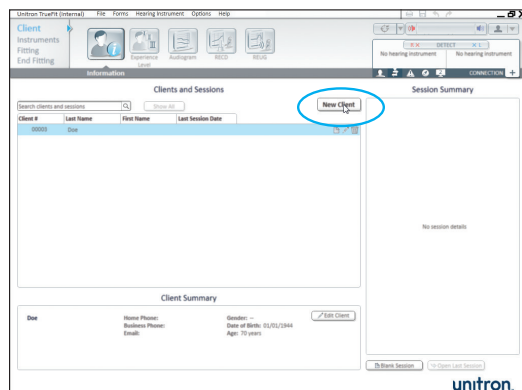 Unitron TrueFit (Internal) File Forms Hearing Instrument Options Help
Client
Instruments
Fitting
End Fitting
Experience Level
Audiogram
RECD
REUG
DETECT
No hearing instrument
No hearing instrument
Information
CONNECTION
Clients and Sessions
Session Summary
Search clients and sessions
Show All
New Client
Client # Last Name First Name Last Session Date
00003 Doe
No session details
Client Summary
Doe
Home Phone:
Business Phone:
Email:
Gender: --
Date of Birth: 01/01/1944
Age: 70 years
Edit Client
Blank Session
Open Last Session
unitron.